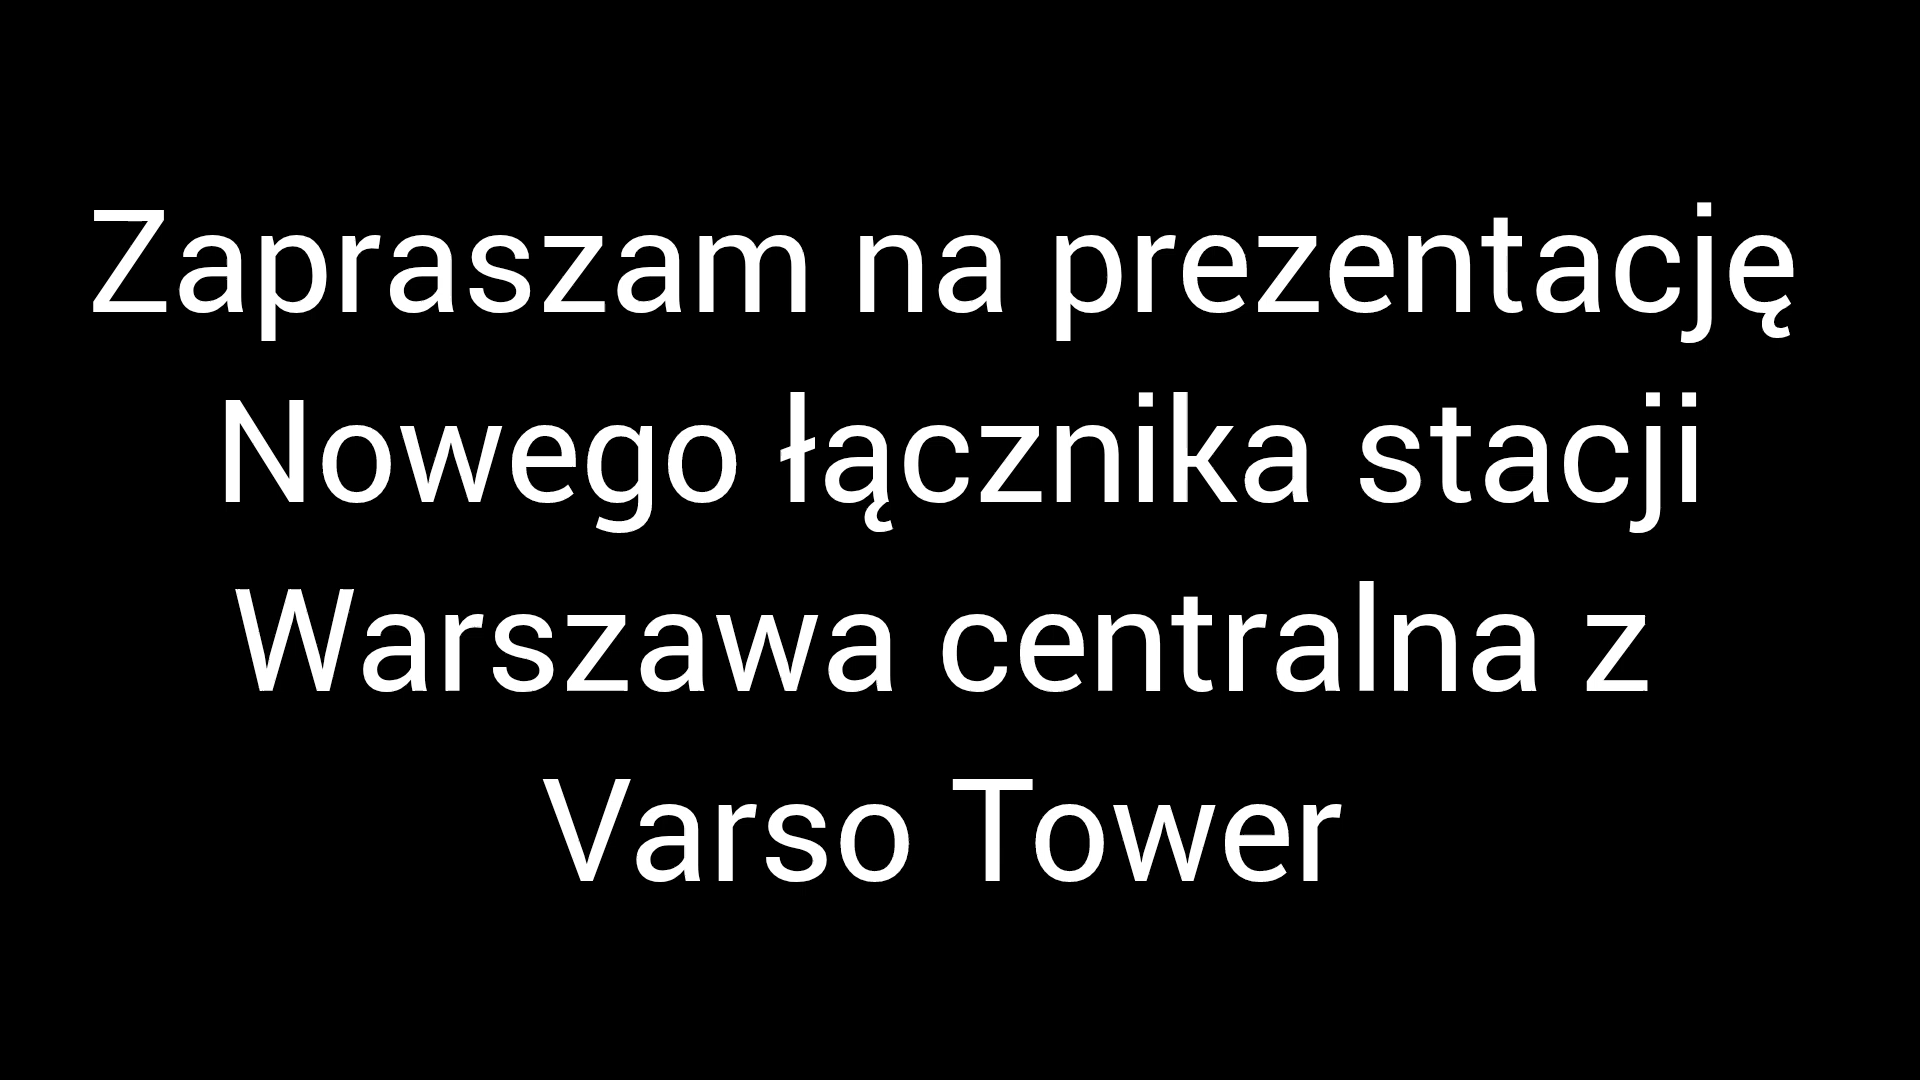 Zapraszam na prezentację
Nowego łącznika stacji
Warszawa centralna z
Varso Tower